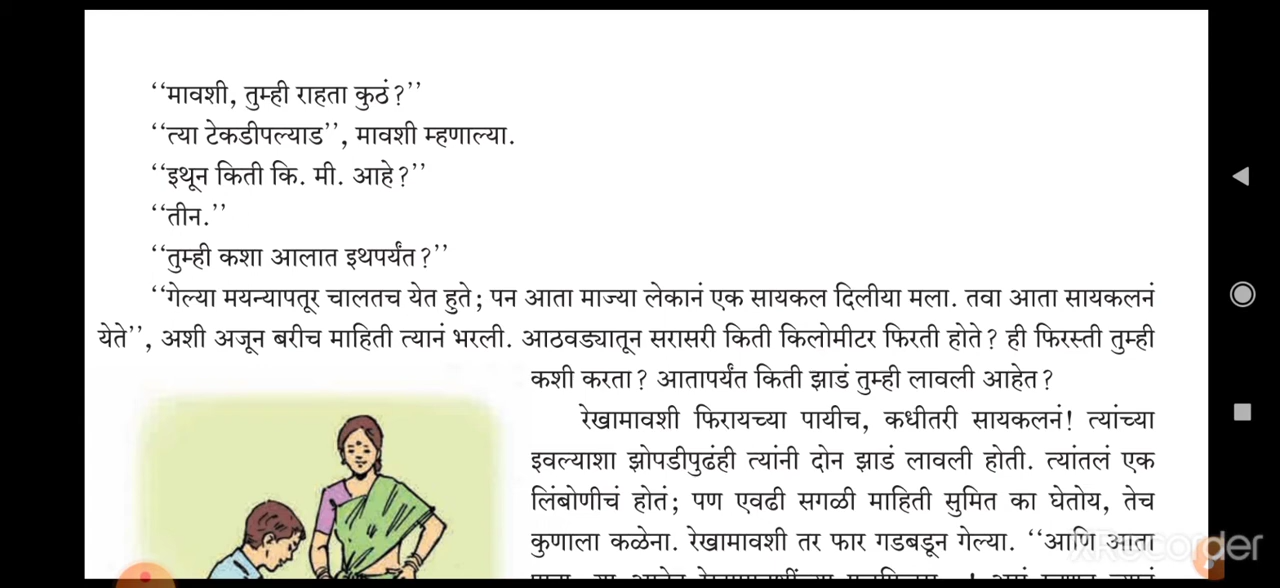 ‘‘मावशी, तुम्ही राहता कुठं?’’
‘‘त्या टेकडीपल्याड’’, मावशी म्हणाल्या.
‘‘इथून किती कि. मी. आहे?’’
‘‘तीन.’’
‘‘तुम्ही कशा आलात इथपर्यंत?’’
‘‘गेल्या मयन्यापतूर चालतच येत हुते; पन आता माज्या लेकानं एक सायकल दिलीया मला. तवा आता सायकलनं
येते’’, अशी अजून बरीच माहिती त्यानं भरली. आठवड्यातून सरासरी किती किलोमीटर फिरती होते? ही फिरस्ती तुम्ही
कशी करता? आतापर्यंत किती झाडं तुम्ही लावली आहेत?
रेखामावशी फिरायच्या पायीच, कधीतरी सायकलनं! त्यांच्या
इवल्याशा झोपडीपुढंही त्यांनी दोन झाडं लावली होती. त्यांतलं एक
लिंबोणीचं होतं; पण एवढी सगळी माहिती सुमित का घेतोय, तेच
कुणाला कळेना. रेखामावशी तर फार गडबडून गेल्या. ‘‘आणि आता
XRecorder